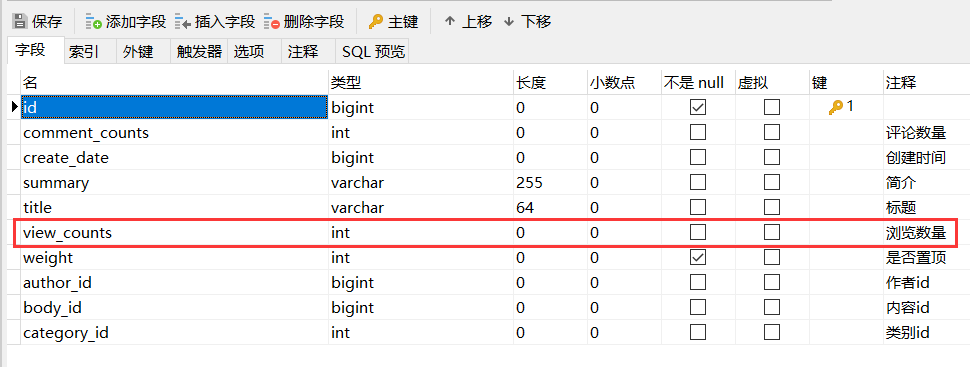 保存 添加字段 插入字段 删除字段 主键 上移 下移
字段 索引 外键 触发器 选项 注释 SQL 预览
名 类型 长度 小数点 不是 null 虚拟 键 注释
id bigint 0 0 1
comment_counts int 0 0 评论数量
create_date bigint 0 0 创建时间
summary varchar 255 0 简介
title varchar 64 0 标题
view_counts int 0 0 浏览数量
weight int 0 0 是否置顶
author_id bigint 0 0 作者id
body_id bigint 0 0 内容id
category_id int 0 0 类别id